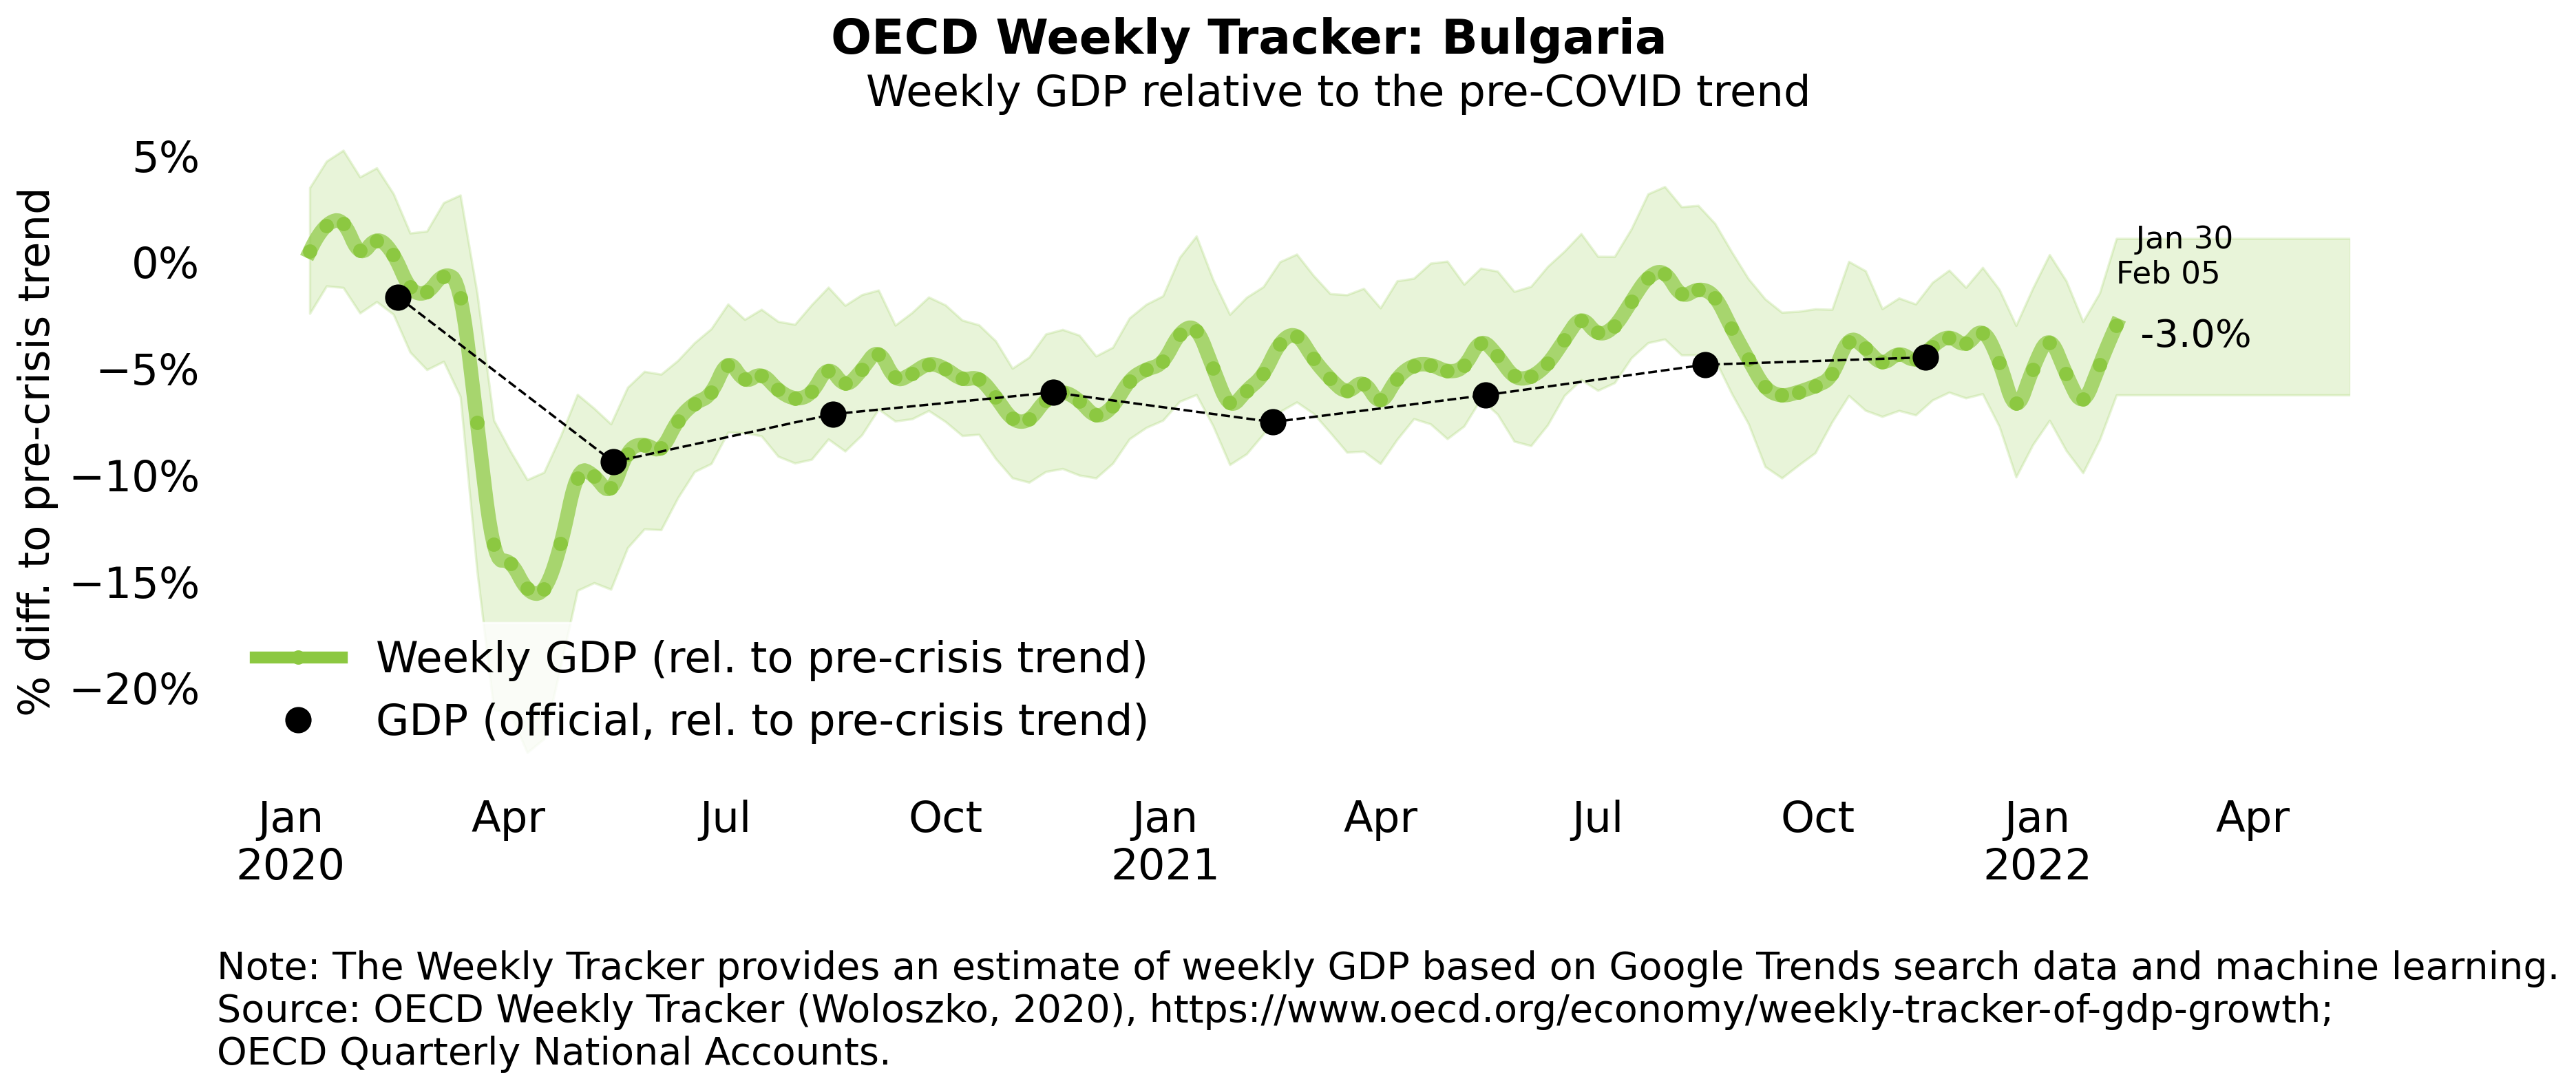 OECD Weekly Tracker: Bulgaria
Weekly GDP relative to the pre-COVID trend
% diff. to pre-crisis trend
5%
0%
−5%
−10%
−15%
−20%
Jan 30
Feb 05
-3.0%
Weekly GDP (rel. to pre-crisis trend)
GDP (official, rel. to pre-crisis trend)
Jan Apr Jul Oct Jan Apr Jul Oct Jan Apr
2020 2021 2022
Note: The Weekly Tracker provides an estimate of weekly GDP based on Google Trends search data and machine learning.
Source: OECD Weekly Tracker (Woloszko, 2020), https://www.oecd.org/economy/weekly-tracker-of-gdp-growth;
OECD Quarterly National Accounts.